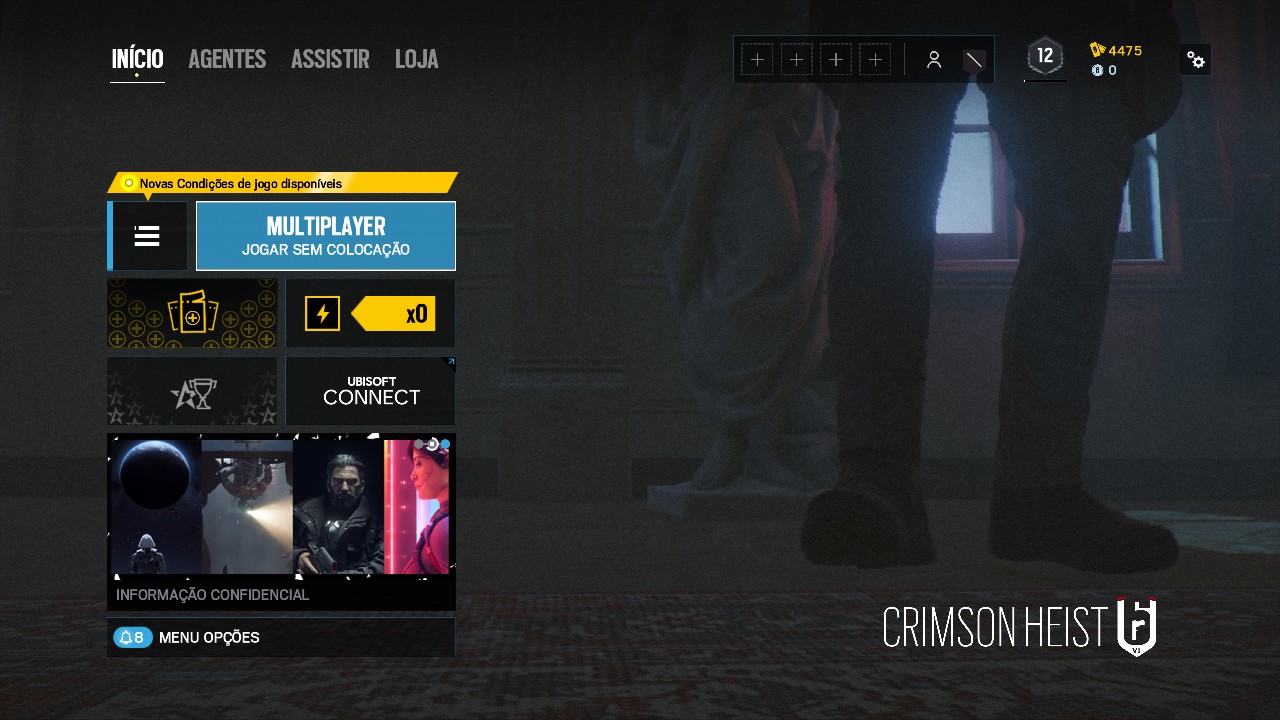 INÍCIO
AGENTES
ASSISTIR
LOJA
12
4475
0
Novas Condições de jogo disponíveis
MULTIPLAYER
JOGAR SEM COLOCAÇÃO
x0
UBISOFT
CONNECT
INFORMAÇÃO CONFIDENCIAL
8 MENU OPÇÕES
CRIMSON HEIST
VI